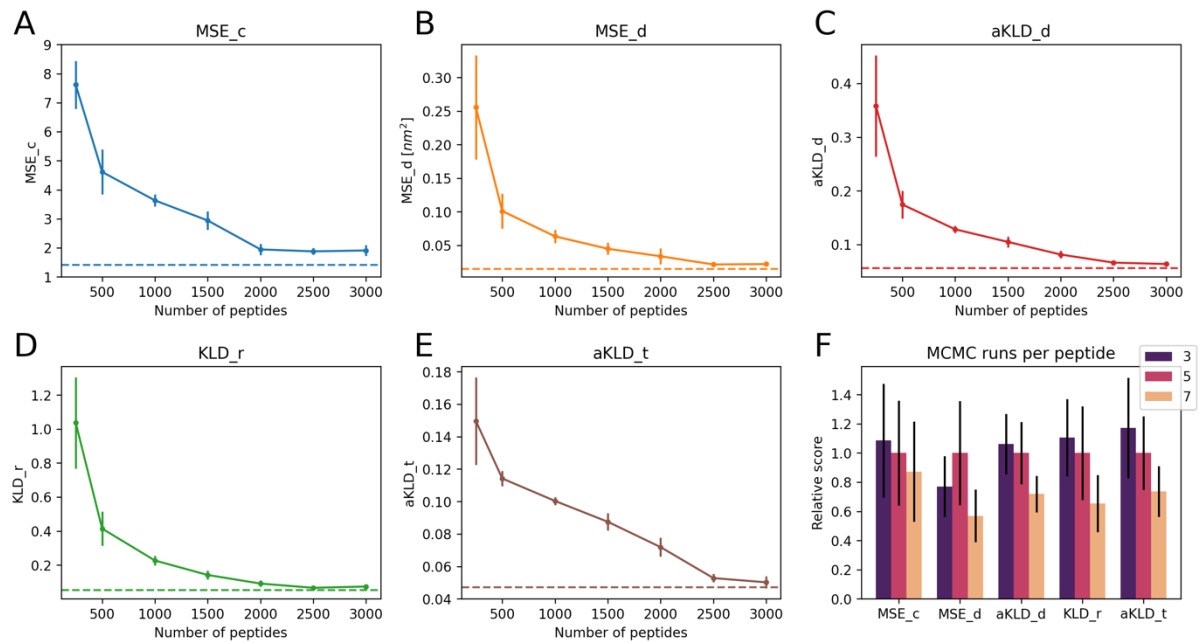 A
MSE_c
MSE_c
9
8
7
6
5
4
3
2
1
500 1000 1500 2000 2500 3000
Number of peptides
B
MSE_d
MSE_d [nm²]
0.30
0.25
0.20
0.15
0.10
0.05
500 1000 1500 2000 2500 3000
Number of peptides
C
aKLD_d
aKLD_d
0.4
0.3
0.2
0.1
500 1000 1500 2000 2500 3000
Number of peptides
D
KLD_r
KLD_r
1.2
1.0
0.8
0.6
0.4
0.2
500 1000 1500 2000 2500 3000
Number of peptides
E
aKLD_t
aKLD_t
0.18
0.16
0.14
0.12
0.10
0.08
0.06
0.04
500 1000 1500 2000 2500 3000
Number of peptides
F
MCMC runs per peptide
3
5
7
Relative score
1.4
1.2
1.0
0.8
0.6
0.4
0.2
0.0
MSE_c MSE_d aKLD_d KLD_r aKLD_t